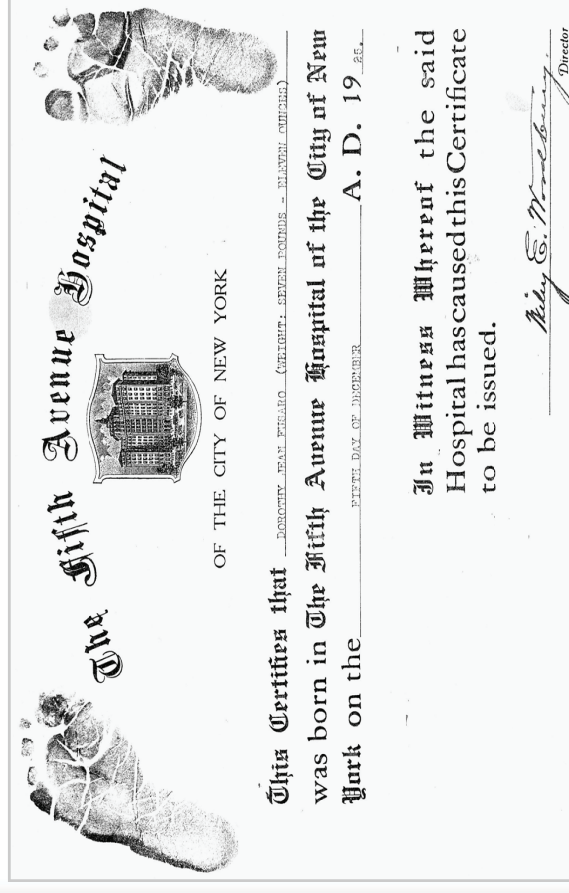 The Fifth Avenue Hospital
OF THE CITY OF NEW YORK
This Certifies that DOROTHY JEAN (WEIGHT: SEVEN POUNDS - ELEVEN OUNCES)
was born in The Fifth Avenue Hospital of the City of New
York on the FIFTH DAY OF DECEMBER A. D. 19 25.
In Witness Whereof the said
Hospital has caused this Certificate
to be issued.
Wiley E. Woodbury
Director